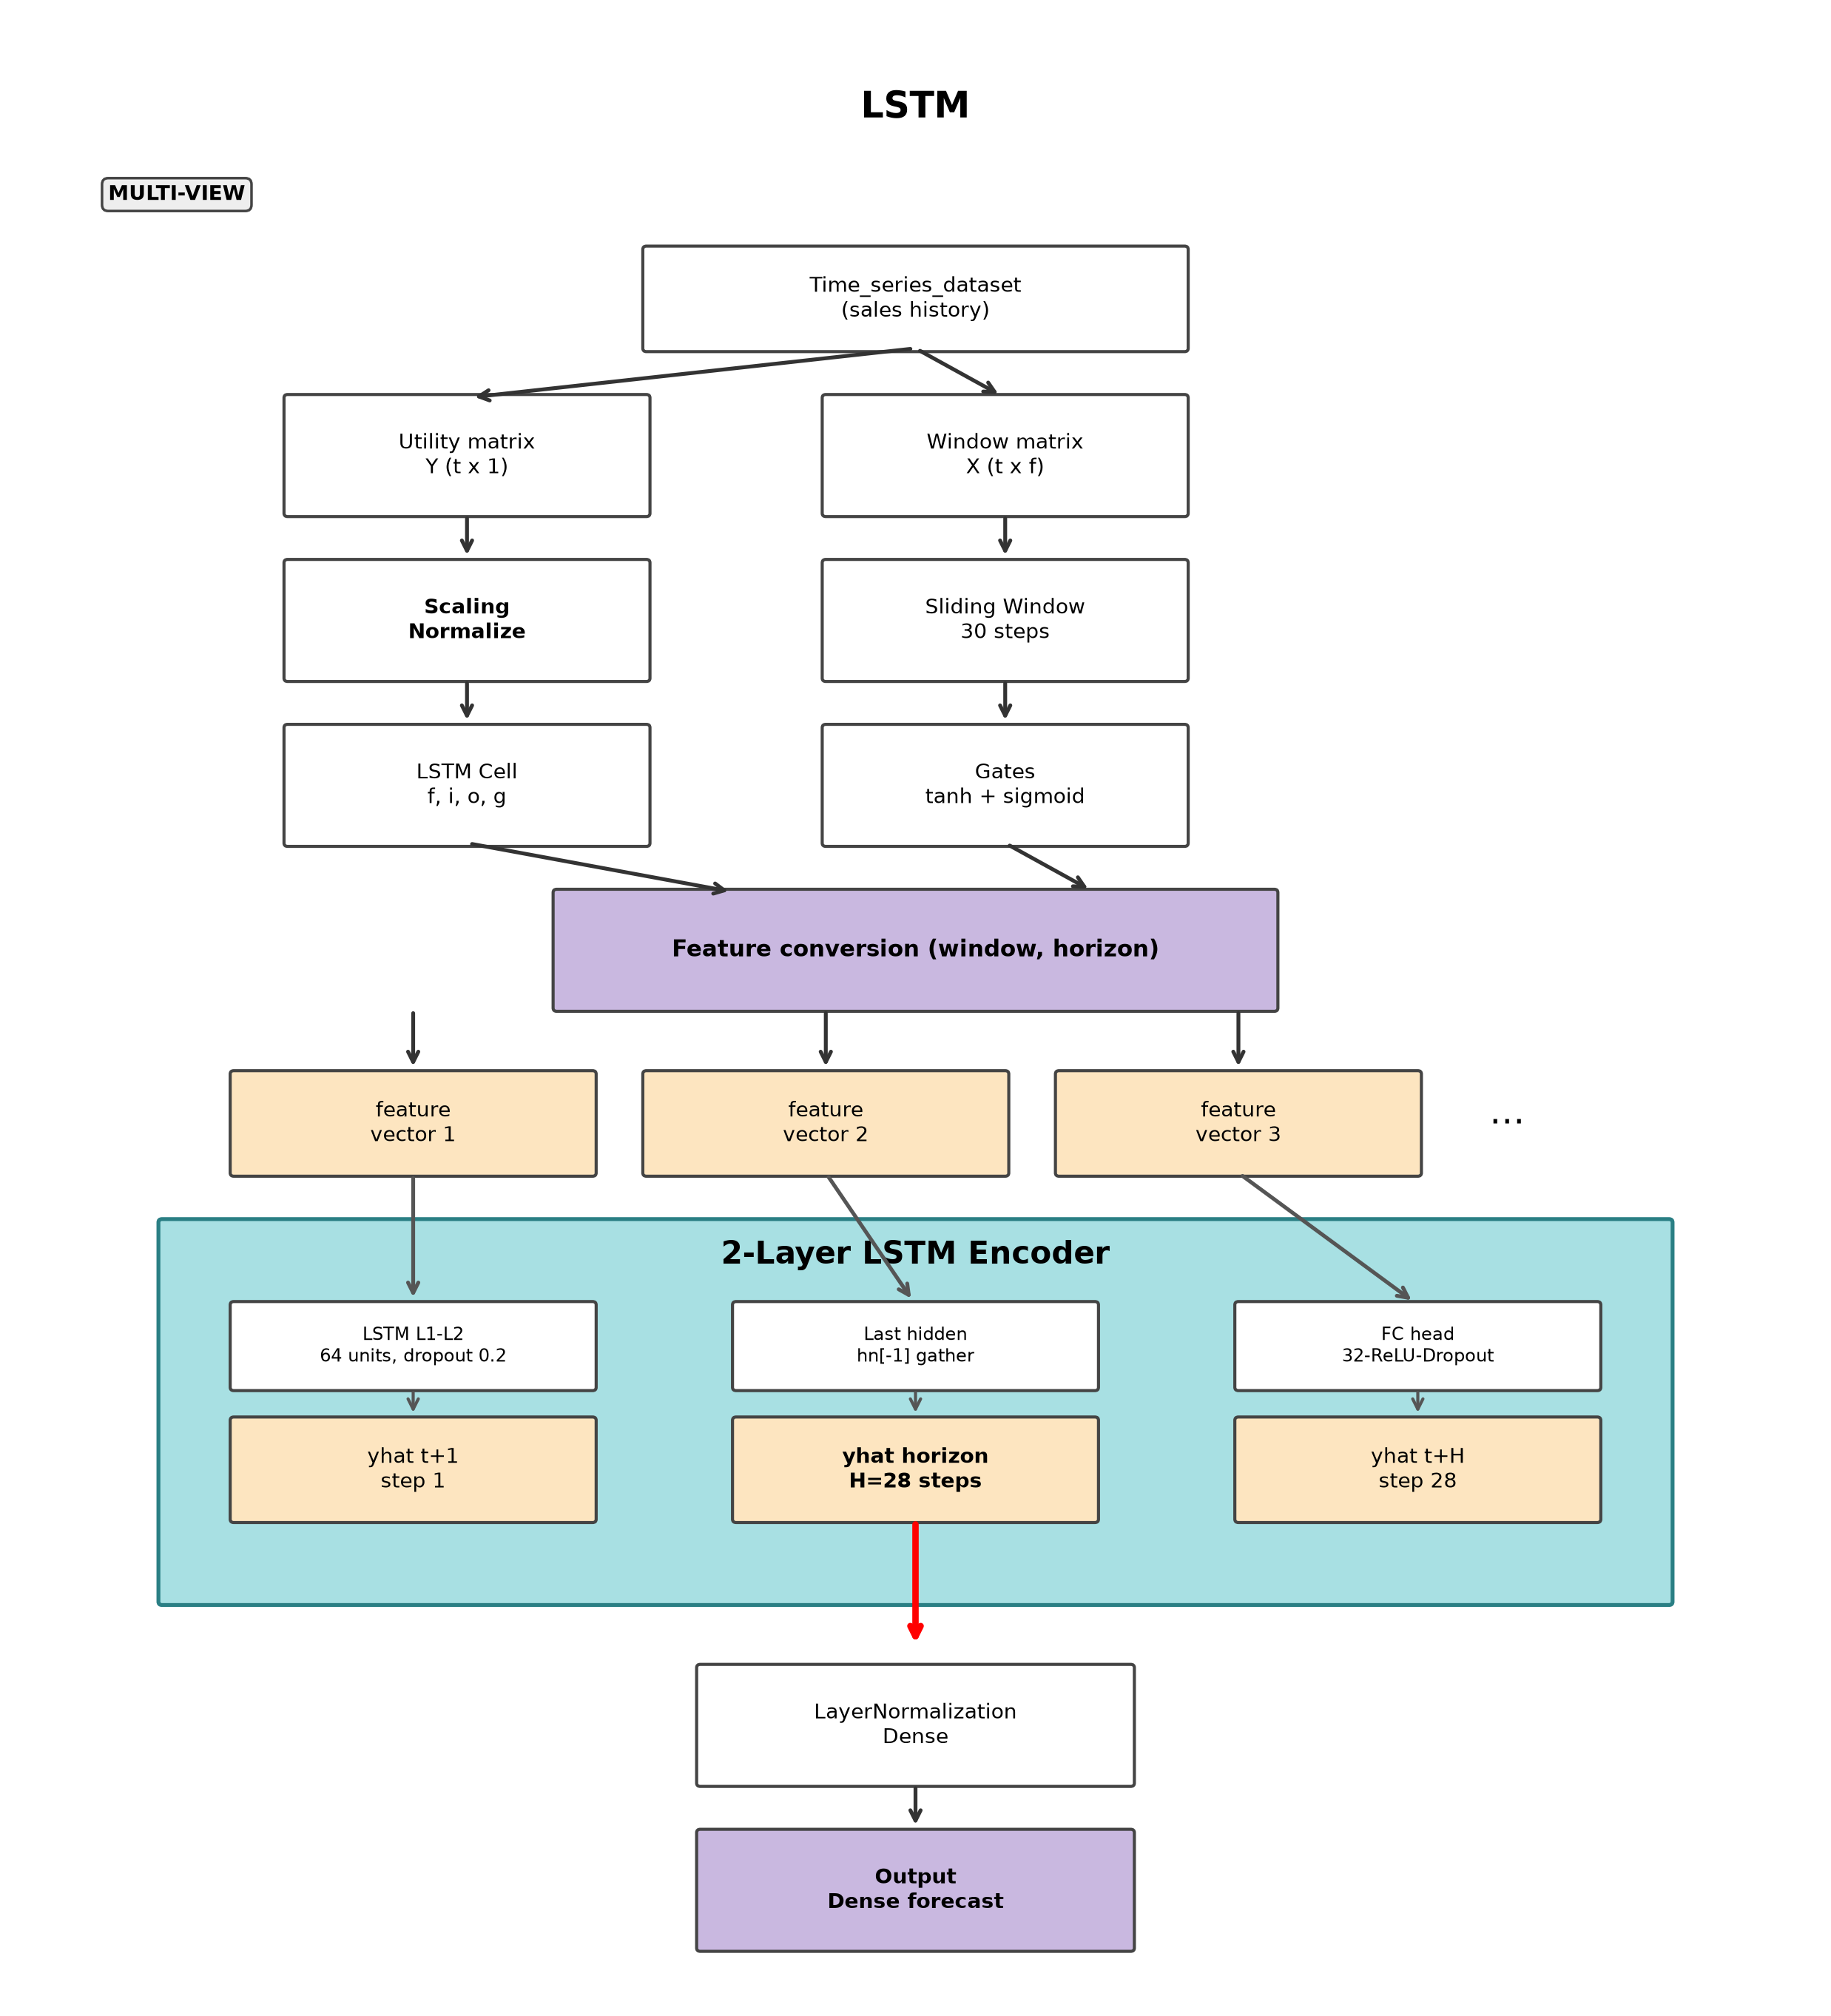 LSTM
MULTI-VIEW
Time_series_dataset
(sales history)
Utility matrix
Y (t x 1)
Window matrix
X (t x f)
Scaling
Normalize
Sliding Window
30 steps
LSTM Cell
f, i, o, g
Gates
tanh + sigmoid
Feature conversion (window, horizon)
feature
vector 1
feature
vector 2
feature
vector 3
...
2-Layer LSTM Encoder
LSTM L1-L2
64 units, dropout 0.2
Last hidden
hn[-1] gather
FC head
32-ReLU-Dropout
yhat t+1
step 1
yhat horizon
H=28 steps
yhat t+H
step 28
LayerNormalization
Dense
Output
Dense forecast